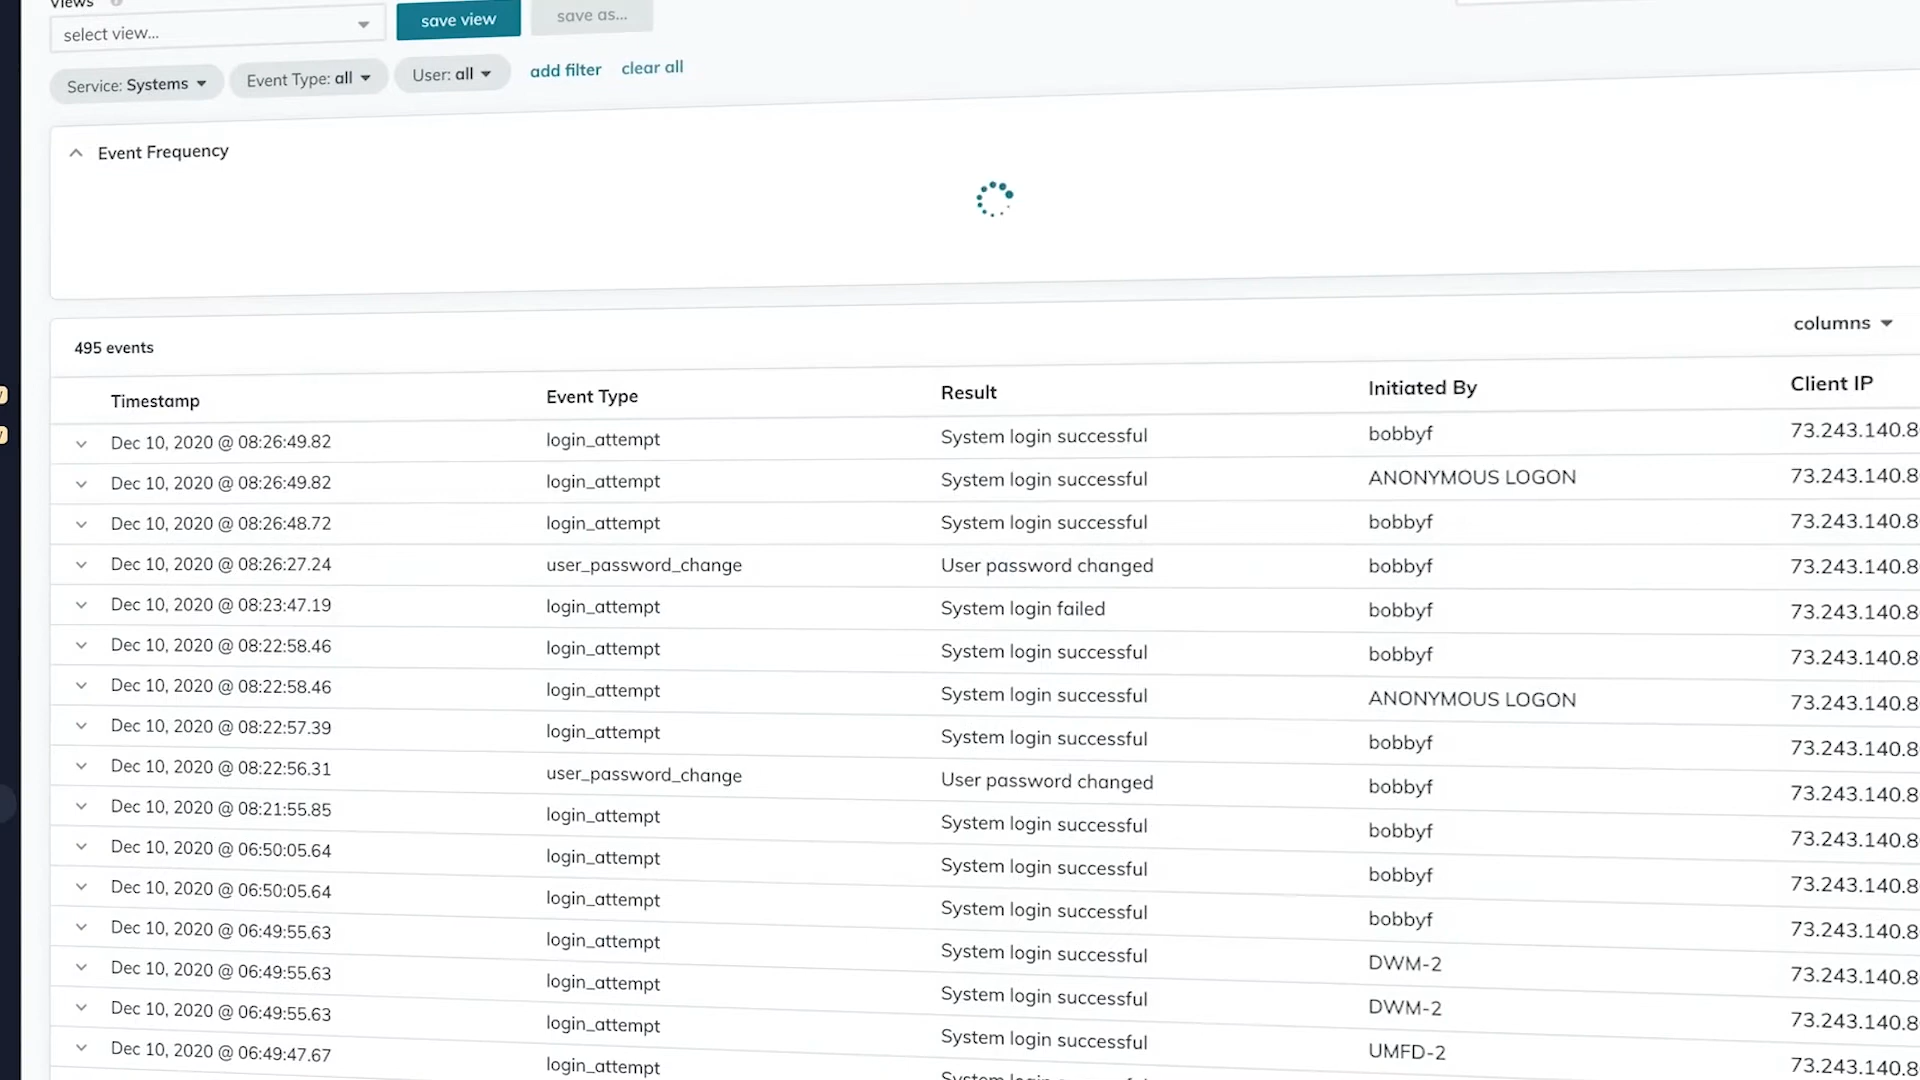 Views
select view...
save view
save as...
Service: Systems
Event Type: all
User: all
add filter
clear all
Event Frequency
495 events
columns
Timestamp Event Type Result Initiated By Client IP
Dec 10, 2020 @ 08:26:49.82 login_attempt System login successful bobbyf 73.243.140.8
Dec 10, 2020 @ 08:26:49.82 login_attempt System login successful ANONYMOUS LOGON 73.243.140.8
Dec 10, 2020 @ 08:26:48.72 login_attempt System login successful bobbyf 73.243.140.8
Dec 10, 2020 @ 08:26:27.24 user_password_change User password changed bobbyf 73.243.140.8
Dec 10, 2020 @ 08:23:47.19 login_attempt System login failed bobbyf 73.243.140.8
Dec 10, 2020 @ 08:22:58.46 login_attempt System login successful bobbyf 73.243.140.8
Dec 10, 2020 @ 08:22:58.46 login_attempt System login successful ANONYMOUS LOGON 73.243.140.8
Dec 10, 2020 @ 08:22:57.39 login_attempt System login successful bobbyf 73.243.140.8
Dec 10, 2020 @ 08:22:56.31 user_password_change User password changed bobbyf 73.243.140.8
Dec 10, 2020 @ 08:21:55.85 login_attempt System login successful bobbyf 73.243.140.8
Dec 10, 2020 @ 06:50:05.64 login_attempt System login successful bobbyf 73.243.140.8
Dec 10, 2020 @ 06:50:05.64 login_attempt System login successful bobbyf 73.243.140.8
Dec 10, 2020 @ 06:49:55.63 login_attempt System login successful DWM-2 73.243.140.8
Dec 10, 2020 @ 06:49:55.63 login_attempt System login successful DWM-2 73.243.140.8
Dec 10, 2020 @ 06:49:55.63 login_attempt System login successful UMFD-2 73.243.140.8
Dec 10, 2020 @ 06:49:47.67 login_attempt